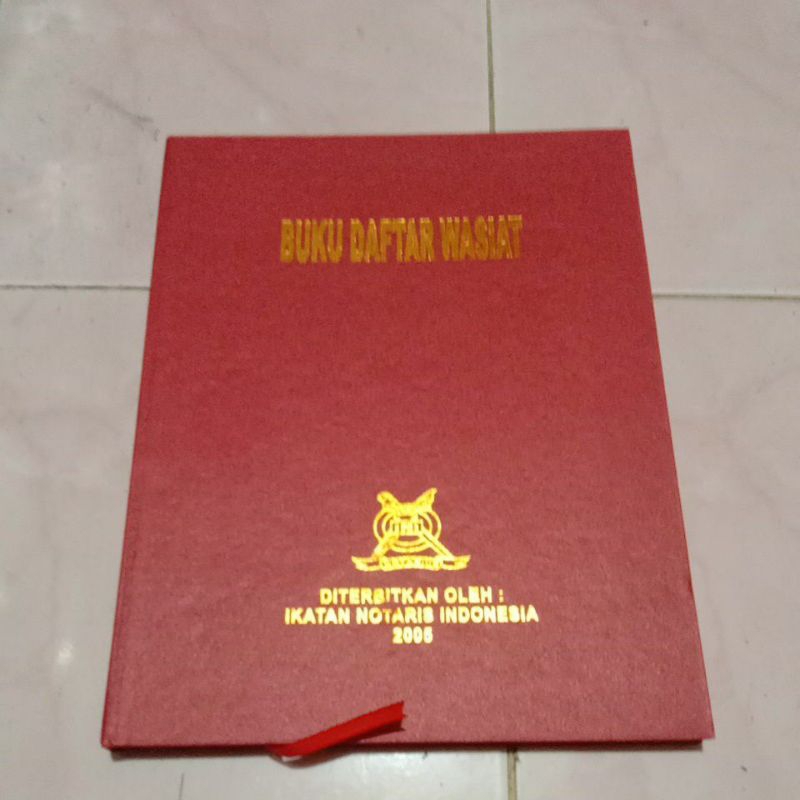 BUKU DAFTAR WASIAT
DITERBITKAN OLEH :
IKATAN NOTARIS INDONESIA
2005